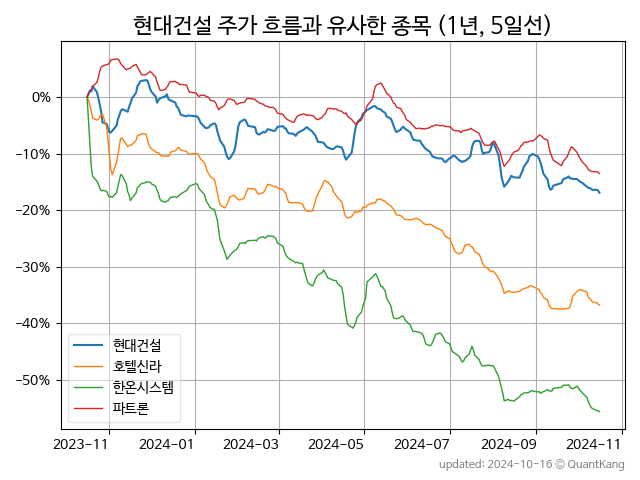 현대건설 주가 흐름과 유사한 종목 (1년, 5일선)
0%
−10%
−20%
−30%
−40%
−50%
현대건설
호텔신라
한온시스템
파트론
2023−11
2024−01
2024−03
2024−05
2024−07
2024−09
2024−11
updated: 2024-10-16 © QuantKang